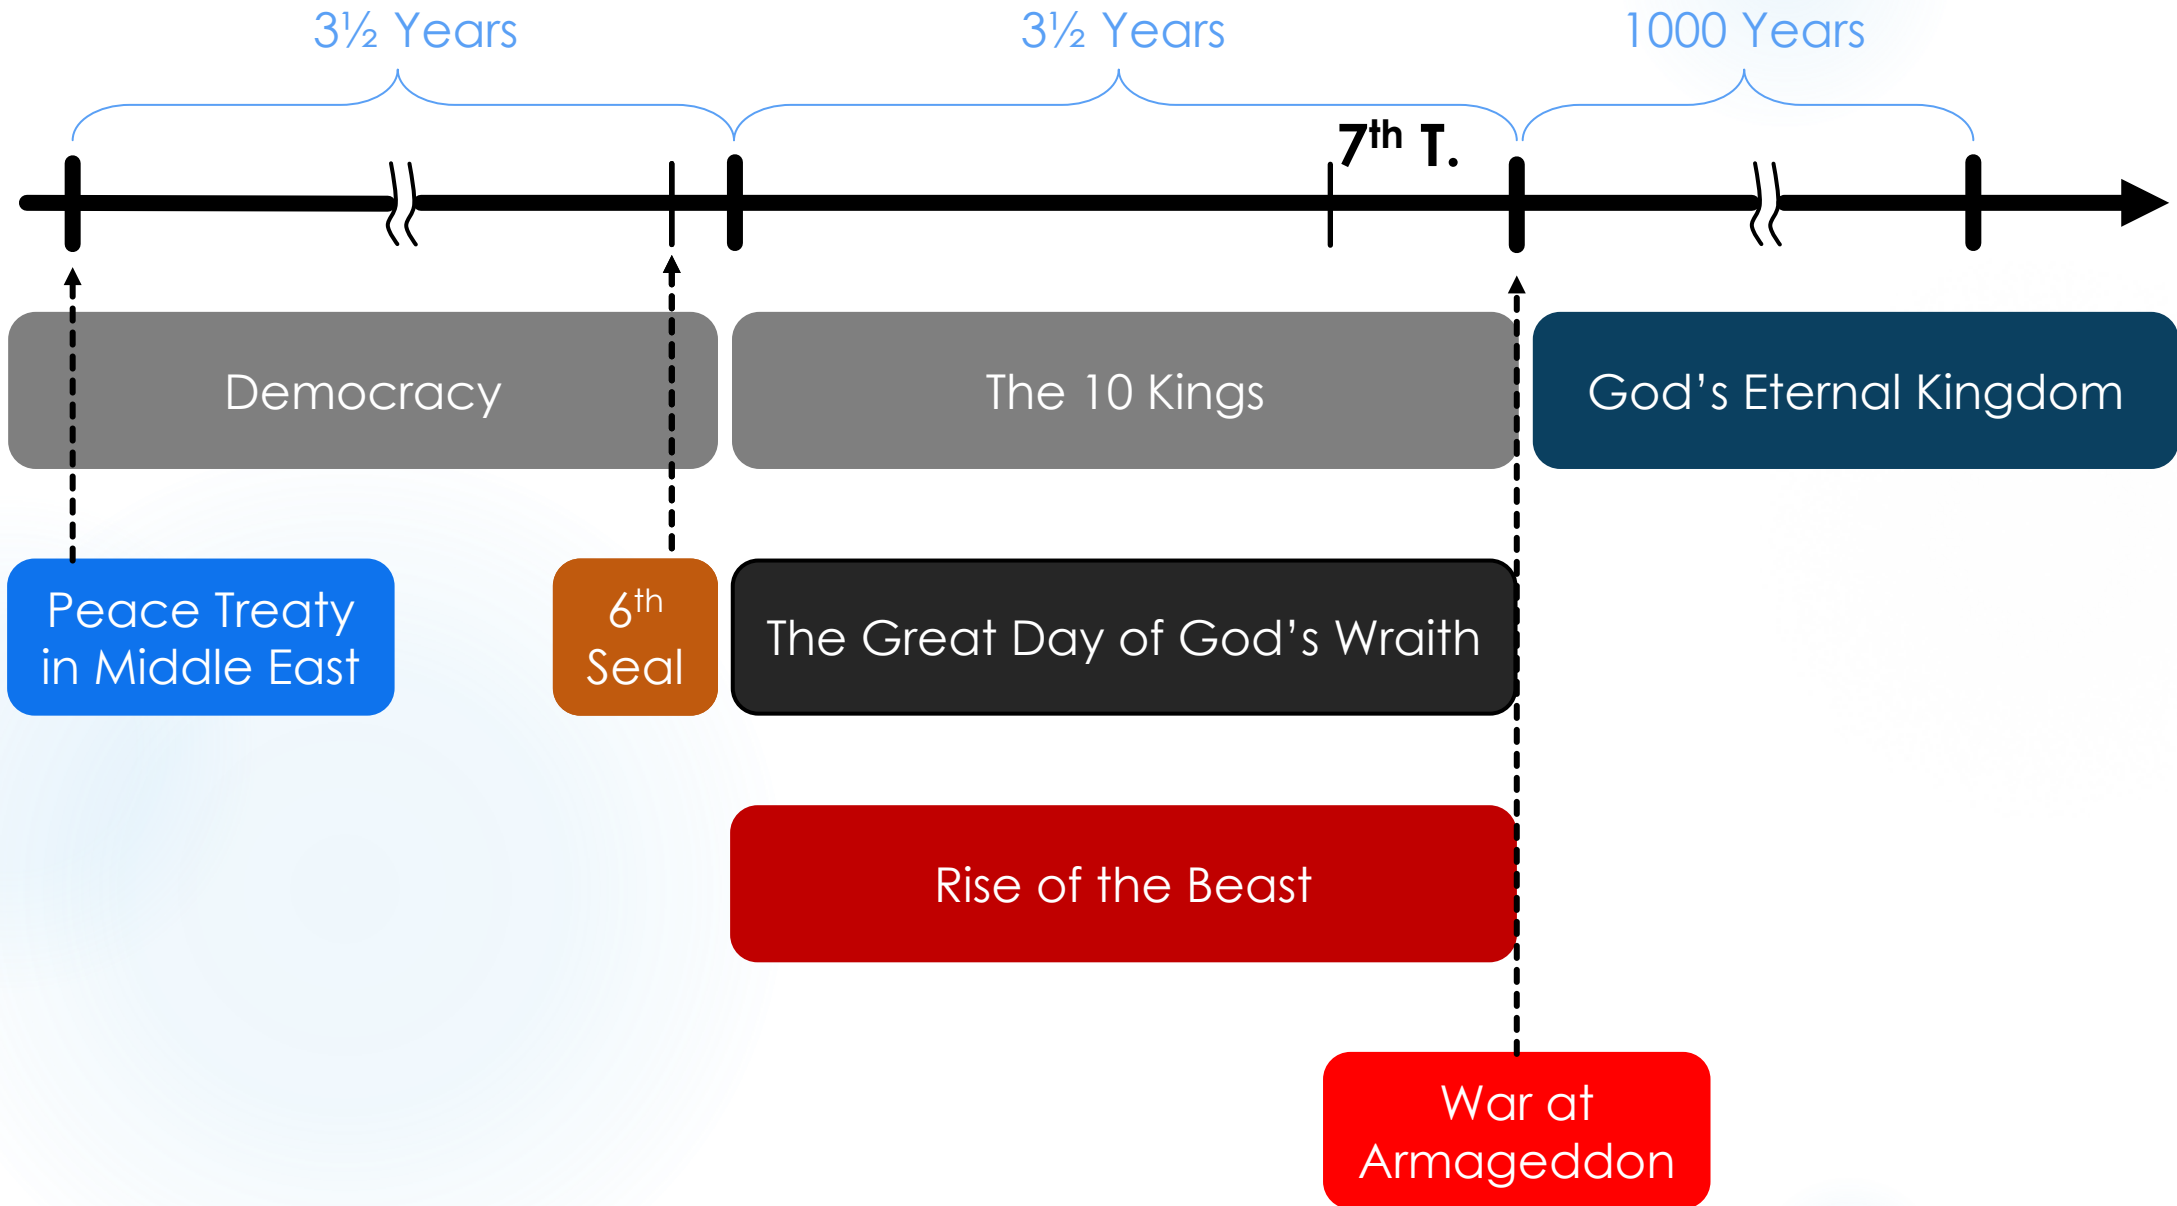 3½ Years
3½ Years
1000 Years
7th T.
Democracy
The 10 Kings
God’s Eternal Kingdom
Peace Treaty
in Middle East
6th
Seal
The Great Day of God’s Wraith
Rise of the Beast
War at
Armageddon